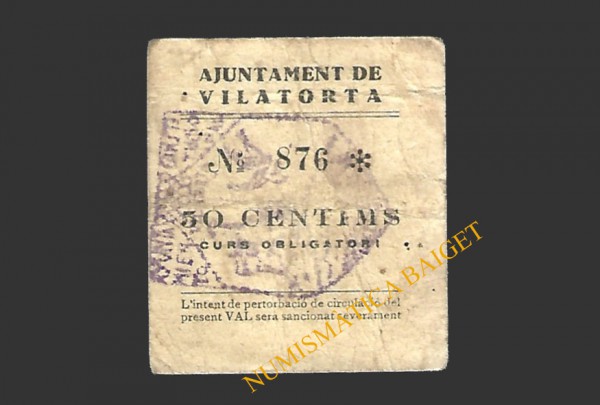 AJUNTAMENT DE
VILATORTA
Nº 876 *
50 CENTIMS
CURS OBLIGATORI
L'intent de pertorbació de circulació del
present VAL sera sancionat severament
NUMISMATICA BAIGET